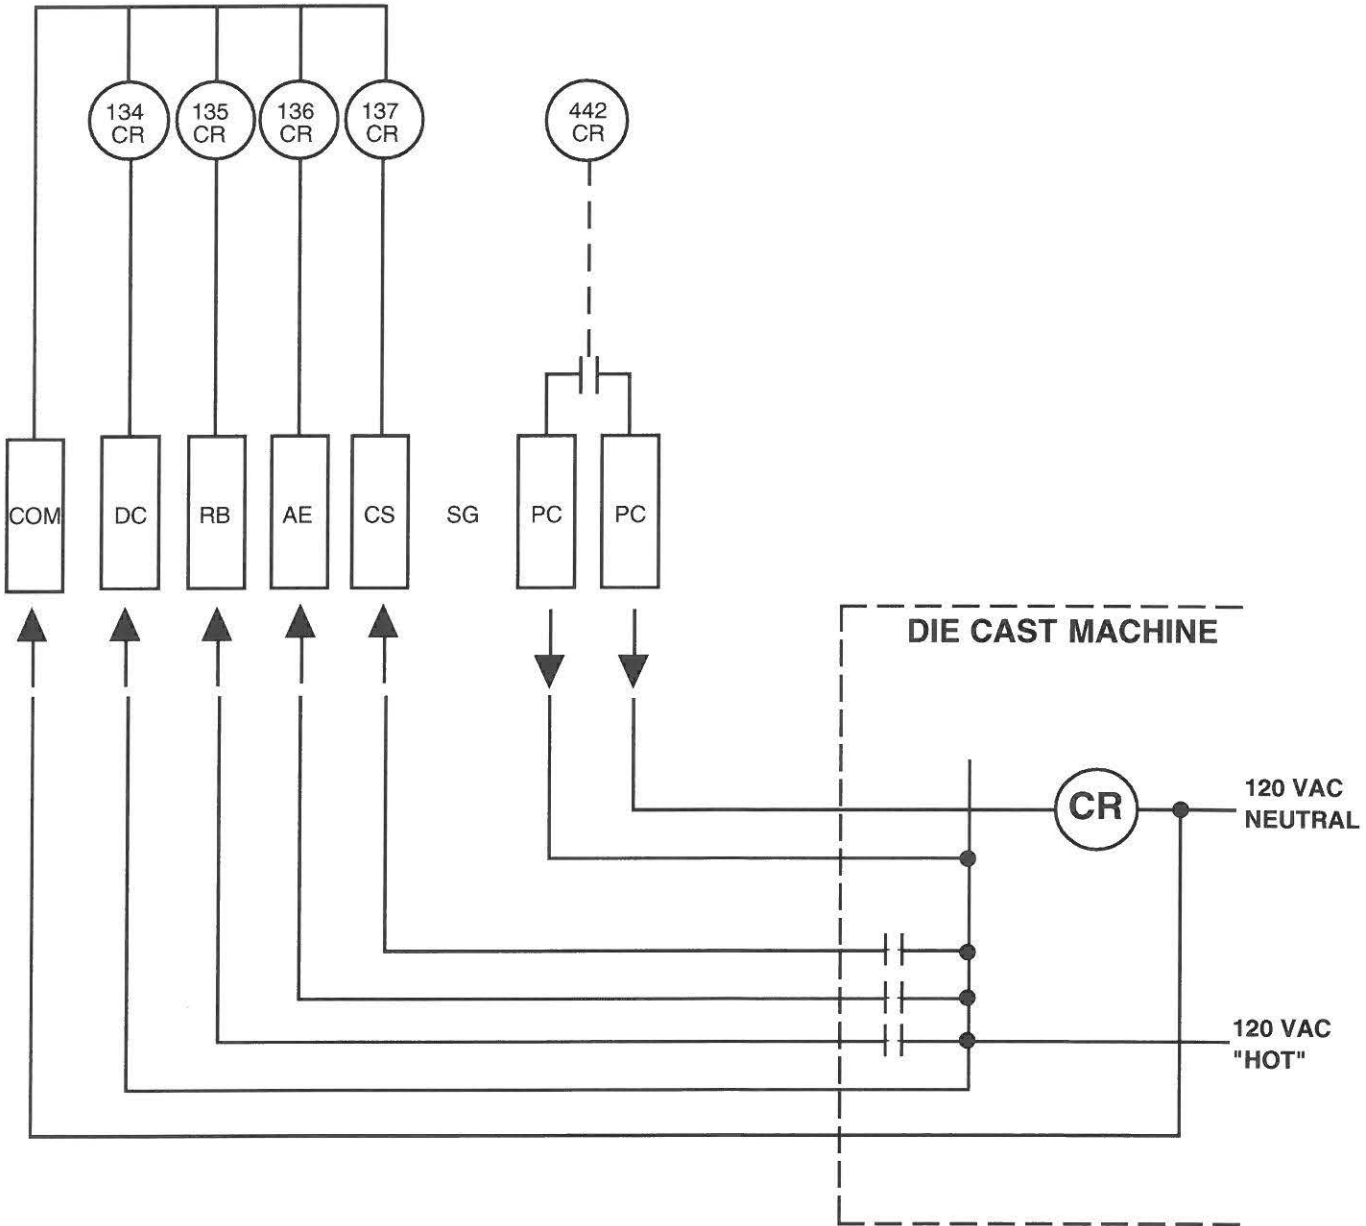 134
CR
135
CR
136
CR
137
CR
442
CR
COM
DC
RB
AE
CS
SG
PC
PC
DIE CAST MACHINE
CR
120 VAC
NEUTRAL
120 VAC
"HOT"